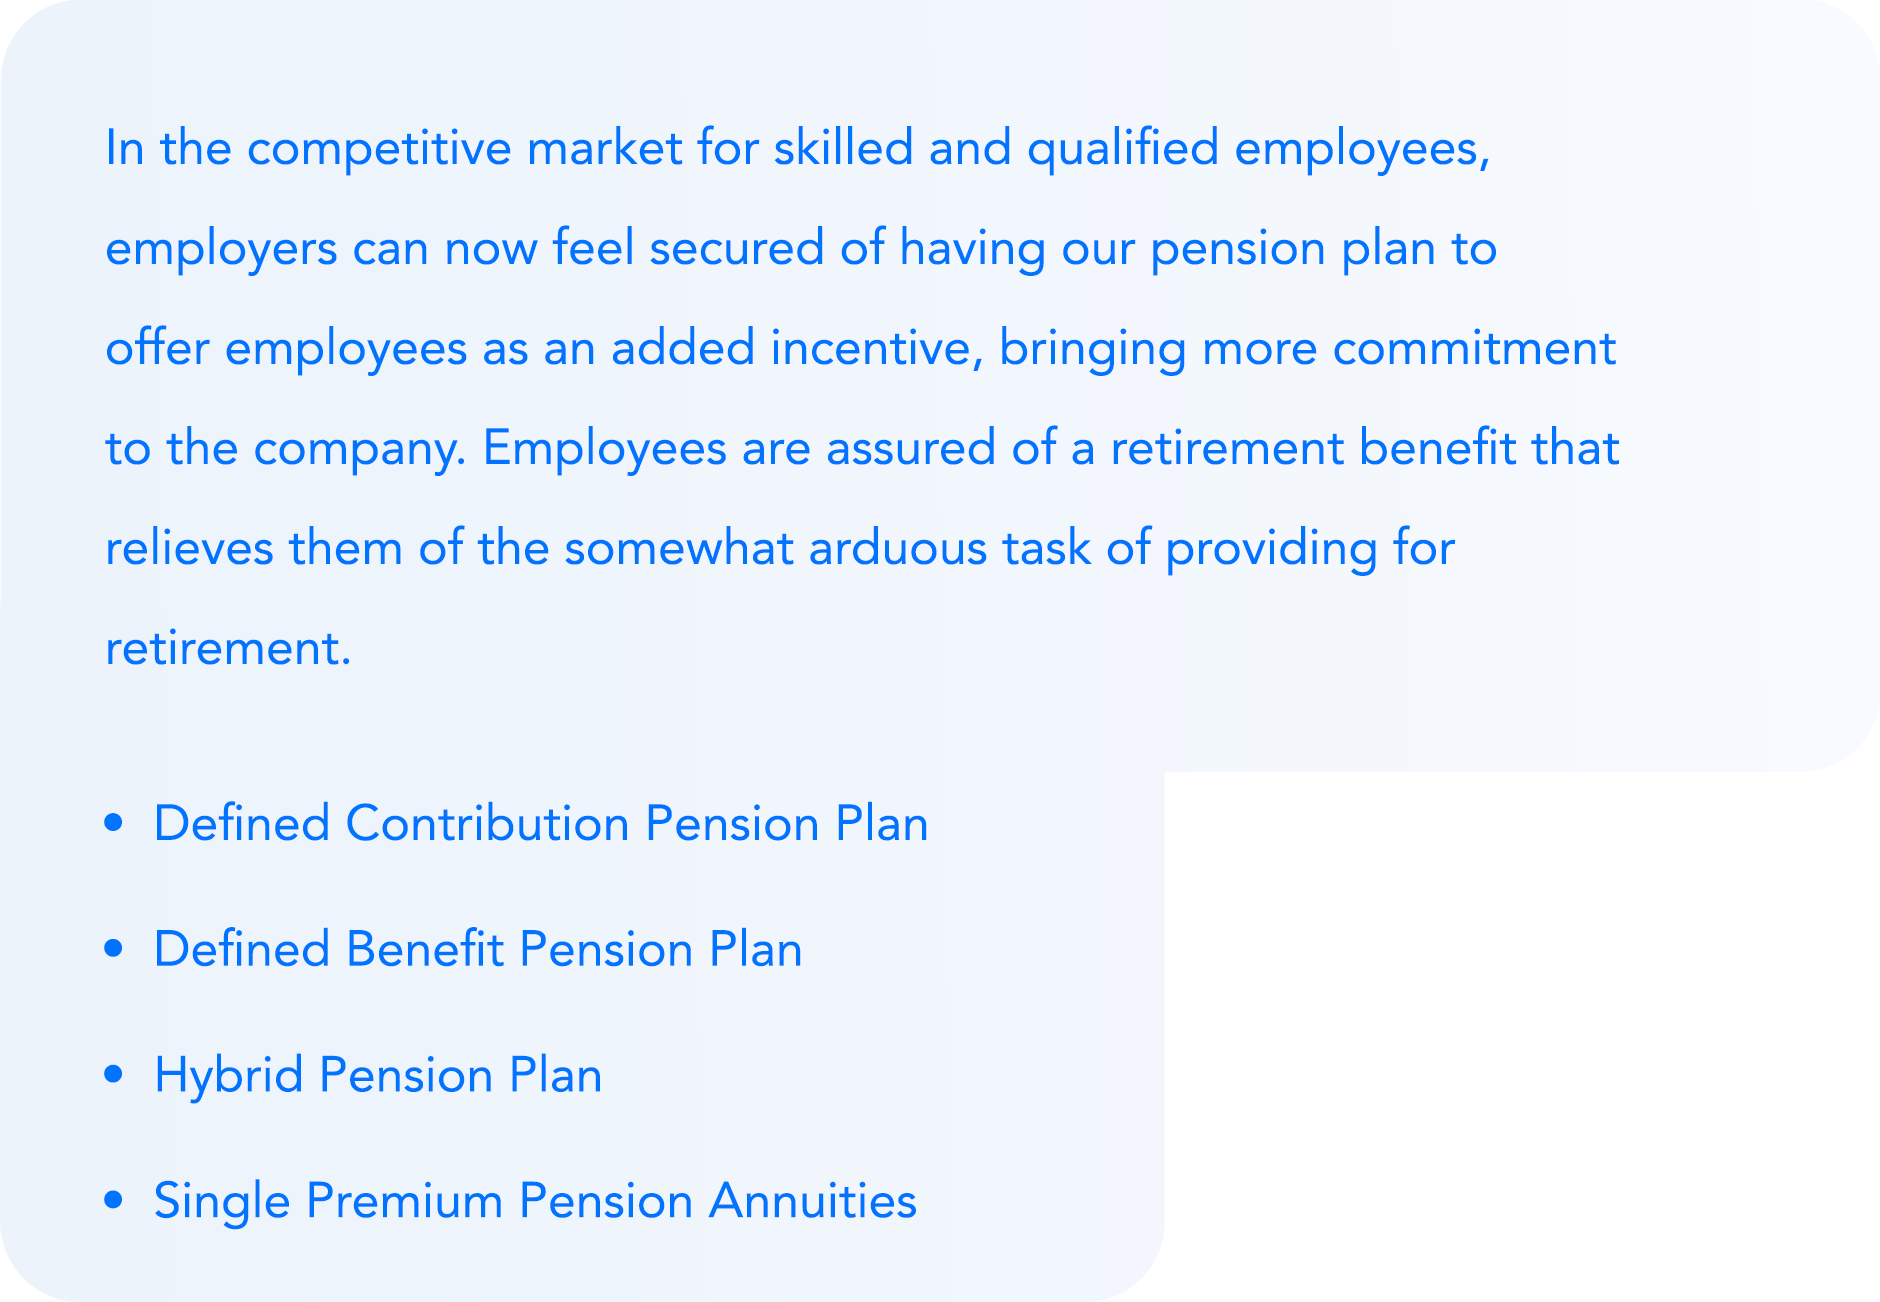 In the competitive market for skilled and qualified employees,
employers can now feel secured of having our pension plan to
offer employees as an added incentive, bringing more commitment
to the company. Employees are assured of a retirement benefit that
relieves them of the somewhat arduous task of providing for
retirement.
• Defined Contribution Pension Plan
• Defined Benefit Pension Plan
• Hybrid Pension Plan
• Single Premium Pension Annuities